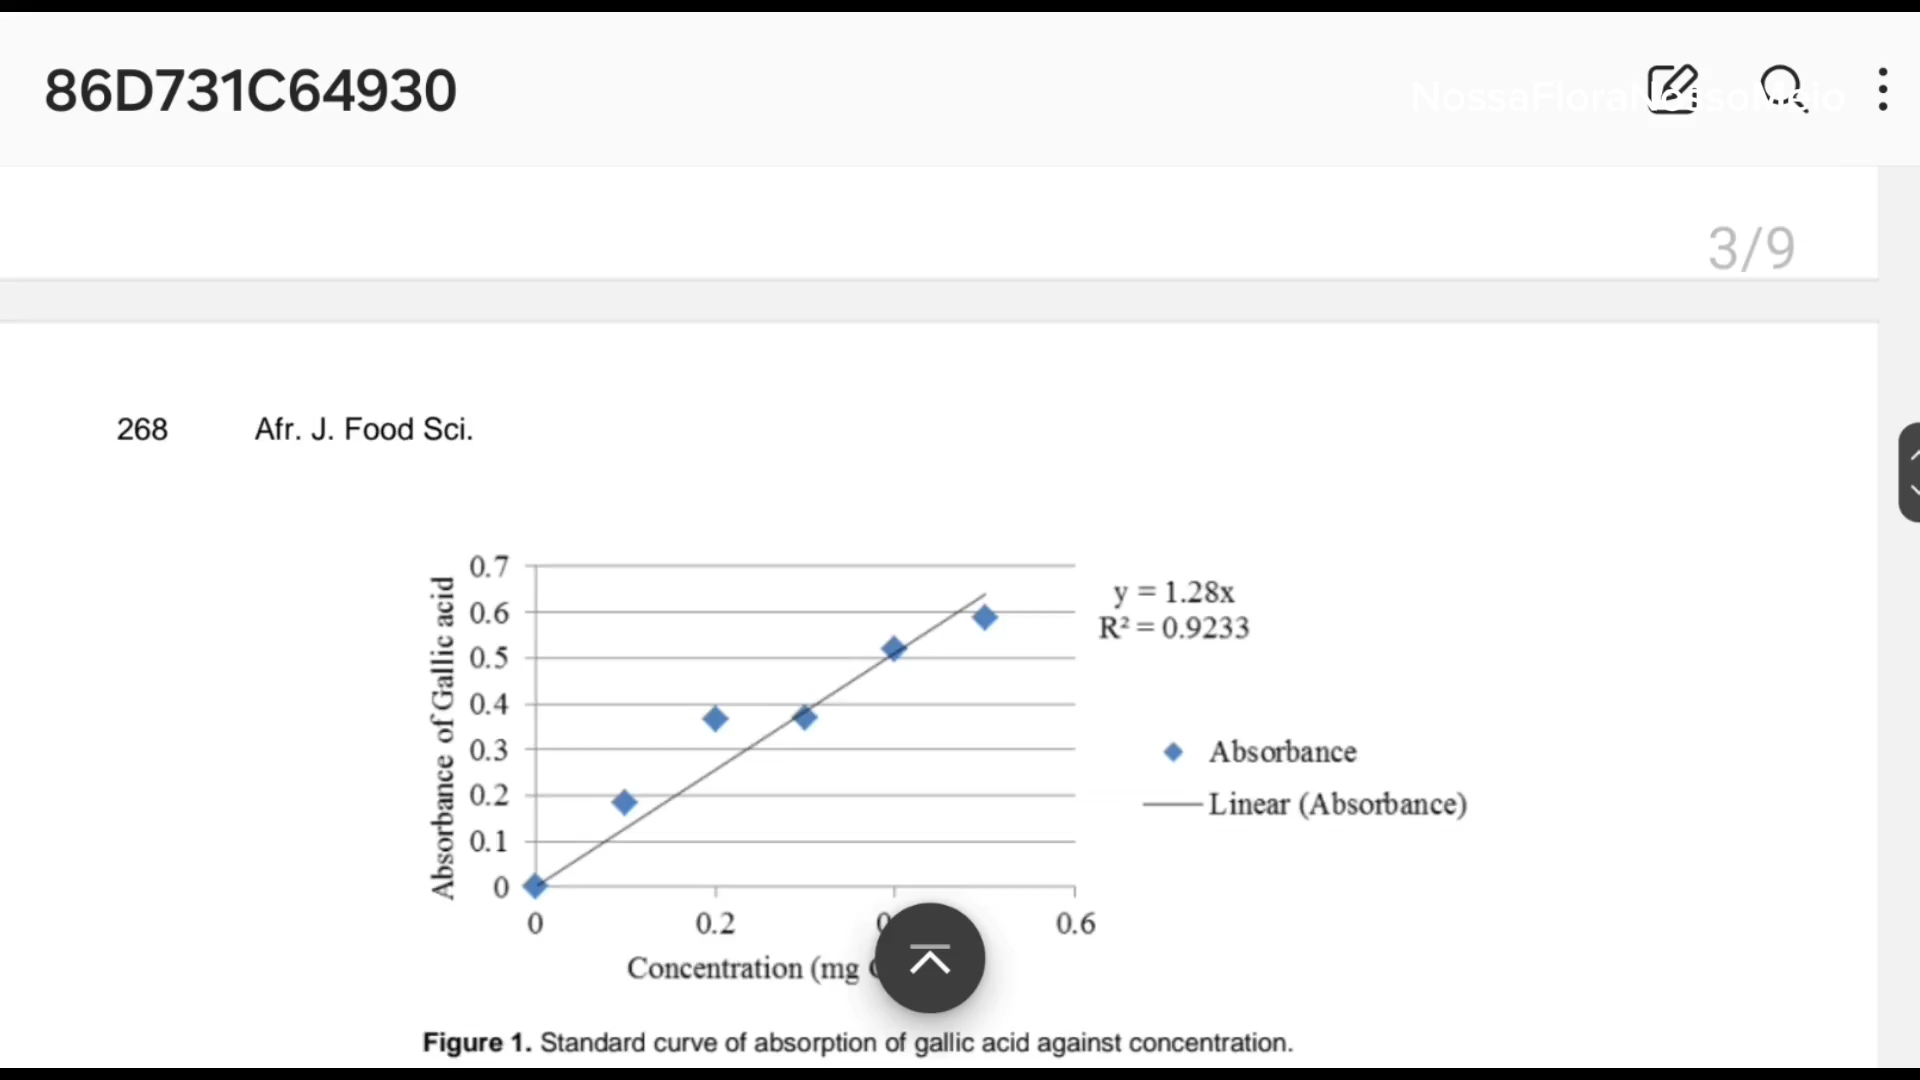 86D731C64930
NossaFloraNossoMeio
3/9
268 Afr. J. Food Sci.
Absorbance of Gallic acid
0.7
0.6
0.5
0.4
0.3
0.2
0.1
0
0 0.2 0.6
Concentration (mg
y = 1.28x
R² = 0.9233
Absorbance
Linear (Absorbance)
Figure 1. Standard curve of absorption of gallic acid against concentration.